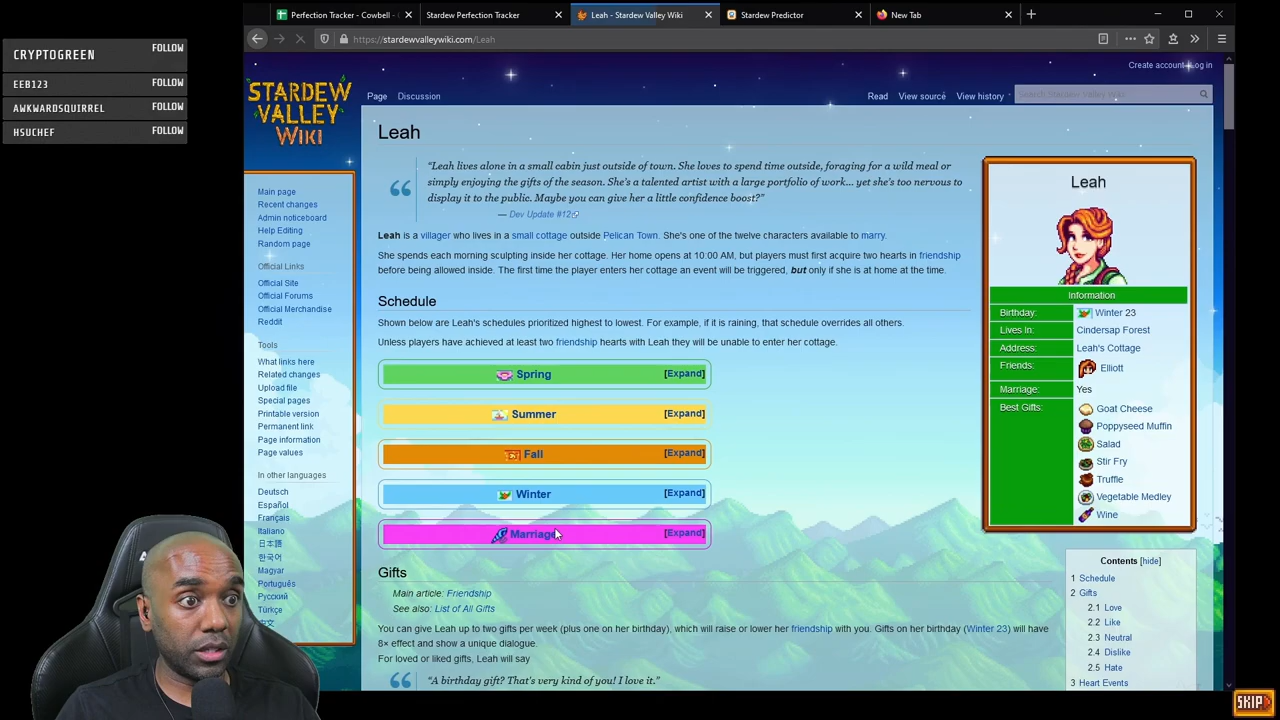 CRYPTOGREEN FOLLOW
EEB123 FOLLOW
AWKWARDSQUIRREL FOLLOW
HSUCHEF FOLLOW
Perfection Tracker - Cowbell -
Stardew Perfection Tracker
Leah - Stardew Valley Wiki
Stardew Predictor
New Tab
https://stardewvalleywiki.com/Leah
Create account Log in
STARDEW
VALLEY
WIKI
Page Discussion
Read View source View history
Search Stardew Valley Wiki
Main page
Recent changes
Admin noticeboard
Help Editing
Random page
Official Links
Official Site
Official Forums
Official Merchandise
Reddit
Tools
What links here
Related changes
Upload file
Special pages
Printable version
Permanent link
Page information
Page values
In other languages
Deutsch
Español
Français
Italiano
日本語
한국어
Magyar
Português
Русский
Türkçe
中文
Leah
“Leah lives alone in a small cabin just outside of town. She loves to spend time outside, foraging for a wild meal or
simply enjoying the gifts of the season. She's a talented artist with a large portfolio of work... yet she's too nervous to
display it to the public. Maybe you can give her a little confidence boost?”
— Dev Update #12
Leah is a villager who lives in a small cottage outside Pelican Town. She's one of the twelve characters available to marry.
She spends each morning sculpting inside her cottage. Her home opens at 10:00 AM, but players must first acquire two hearts in friendship
before being allowed inside. The first time the player enters her cottage an event will be triggered, but only if she is at home at the time.
Schedule
Shown below are Leah's schedules prioritized highest to lowest. For example, if it is raining, that schedule overrides all others.
Unless players have achieved at least two friendship hearts with Leah they will be unable to enter her cottage.
Spring [Expand]
Summer [Expand]
Fall [Expand]
Winter [Expand]
Marriage [Expand]
Gifts
Main article: Friendship
See also: List of All Gifts
You can give Leah up to two gifts per week (plus one on her birthday), which will raise or lower her friendship with you. Gifts on her birthday (Winter 23) will have
8× effect and show a unique dialogue.
For loved or liked gifts, Leah will say
“A birthday gift? That's very kind of you! I love it.”
Leah
Information
Birthday: Winter 23
Lives In: Cindersap Forest
Address: Leah's Cottage
Friends: Elliott
Marriage: Yes
Best Gifts: Goat Cheese
Poppyseed Muffin
Salad
Stir Fry
Truffle
Vegetable Medley
Wine
Contents [hide]
1 Schedule
2 Gifts
2.1 Love
2.2 Like
2.3 Neutral
2.4 Dislike
2.5 Hate
3 Heart Events
SKIP